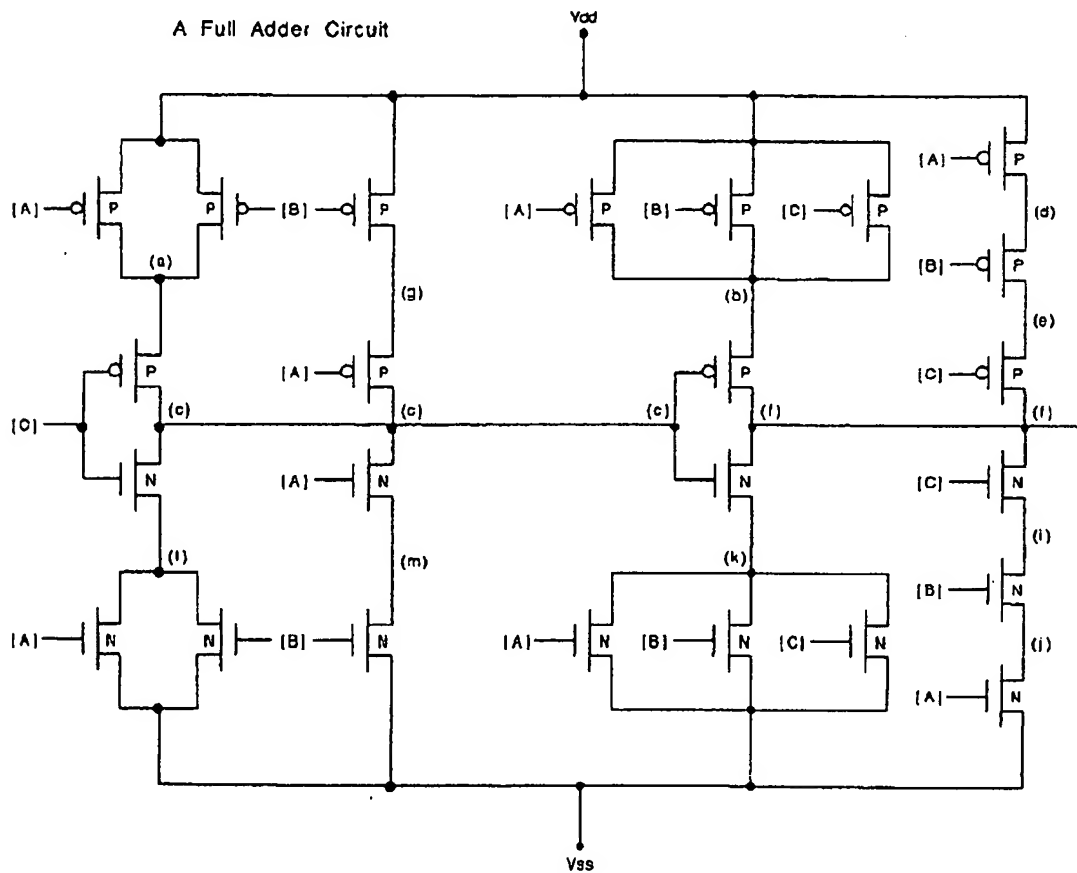 Vdd
A Full Adder Circuit
[A] P P [B] P [A] P [B] P [C] P [A] P
(d)
[B] P
(a) (g) (b)
(e)
P [A] P P [C] P
[C] (c) (c) (c) (f) (f)
N [A] N N [C] N
(l) (m) (k) (i)
[B] N
[A] N N [B] N [A] N [B] N [C] N (j)
[A] N
Vss